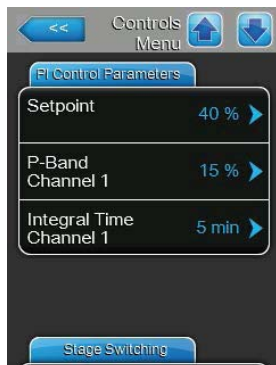 <<
Controls
Menu
PI Control Parameters
Setpoint
40 %
P-Band
Channel 1
15 %
Integral Time
Channel 1
5 min
Stage Switching